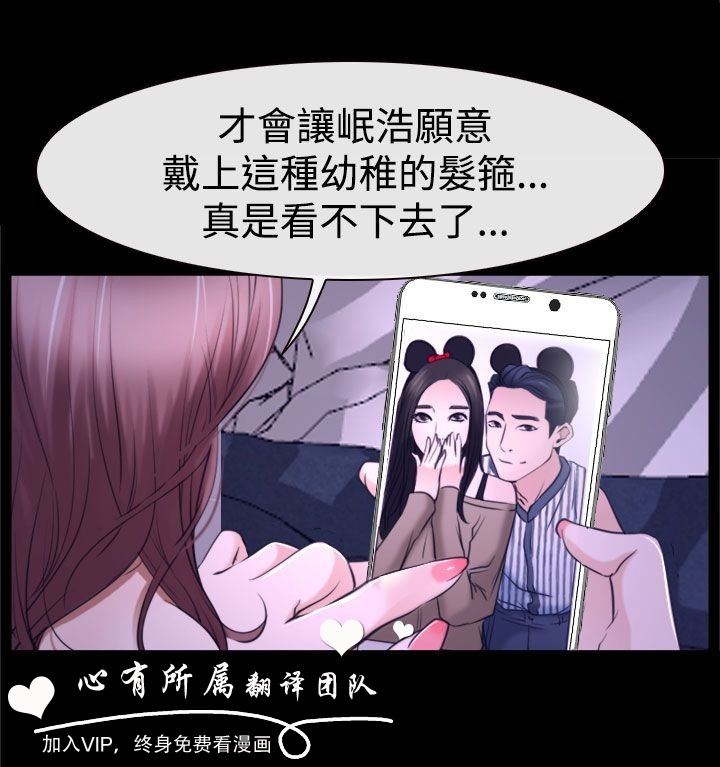 才會讓岷浩願意
戴上這種幼稚的髮箍...
真是看不下去了...
心有所属翻译团队
加入VIP，终身免费看漫画